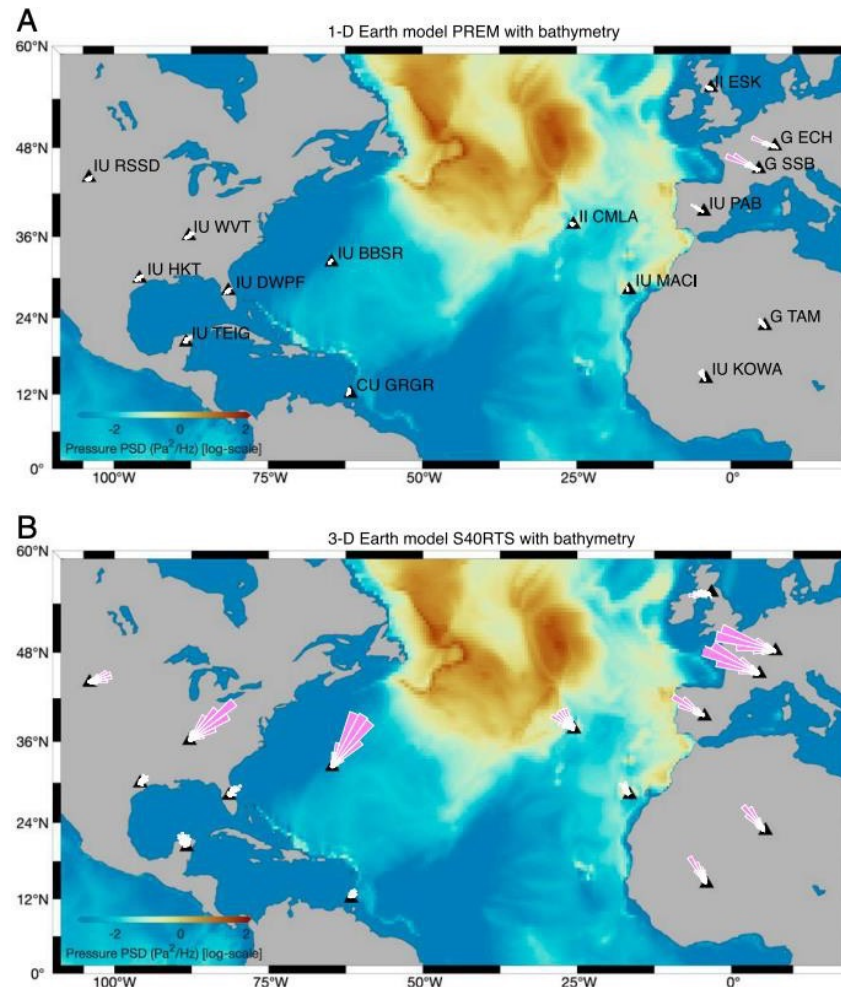 A
1-D Earth model PREM with bathymetry
60°N
48°N
36°N
24°N
12°N
0°
II ESK
G ECH
G SSB
IU RSSD
IU PAB
IU WVT
II CMLA
IU BBSR
IU HKT
IU DWPF
IU MACI
G TAM
IU TEIG
IU KOWA
CU GRGR
-2 0 2
Pressure PSD (Pa²/Hz) [log-scale]
100°W 75°W 50°W 25°W 0°
B
3-D Earth model S40RTS with bathymetry
60°N
48°N
36°N
24°N
12°N
0°
-2 0 2
Pressure PSD (Pa²/Hz) [log-scale]
100°W 75°W 50°W 25°W 0°